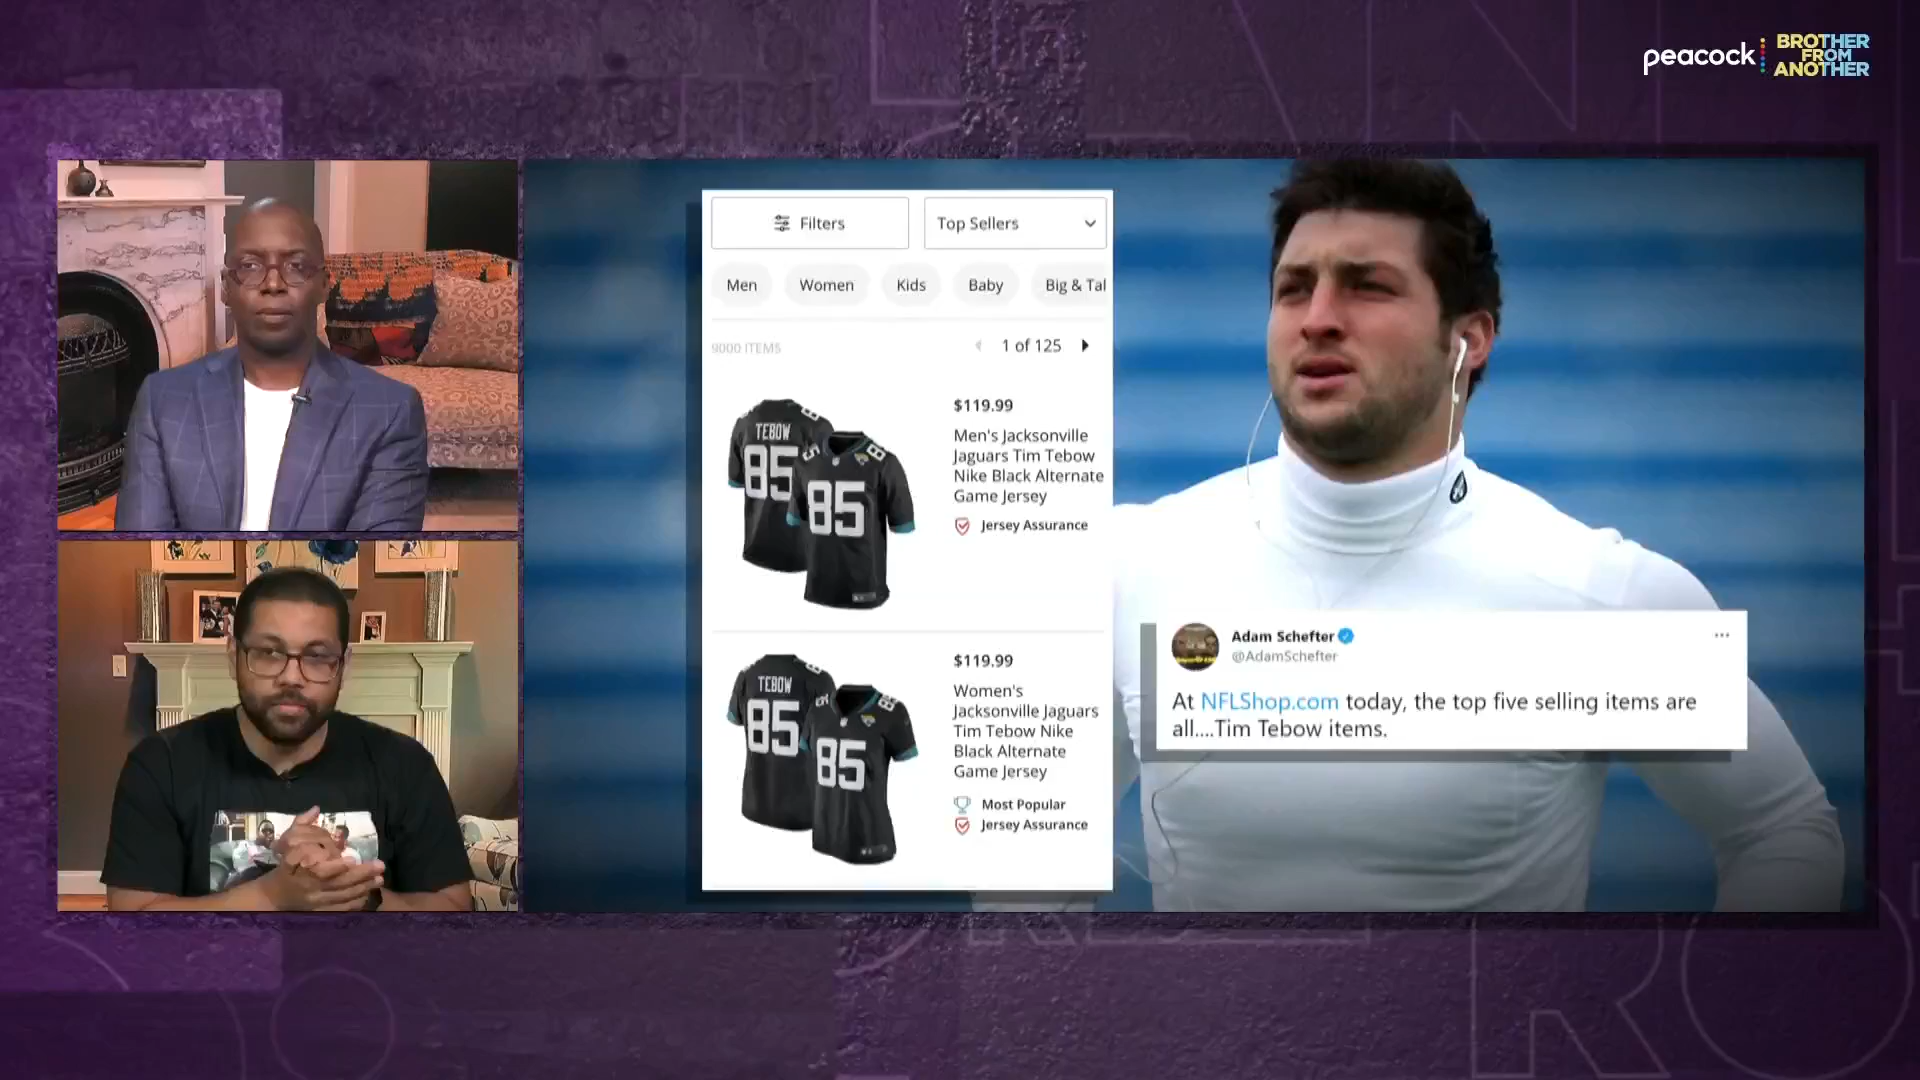 peacock
BROTHER
FROM
ANOTHER
Filters
Top Sellers
Men
Women
Kids
Baby
Big & Tal
9000 ITEMS
1 of 125
TEBOW
85
85
$119.99
Men's Jacksonville
Jaguars Tim Tebow
Nike Black Alternate
Game Jersey
Jersey Assurance
TEBOW
85
85
$119.99
Women's
Jacksonville Jaguars
Tim Tebow Nike
Black Alternate
Game Jersey
Most Popular
Jersey Assurance
Adam Schefter
@AdamSchefter
At NFLShop.com today, the top five selling items are
all....Tim Tebow items.